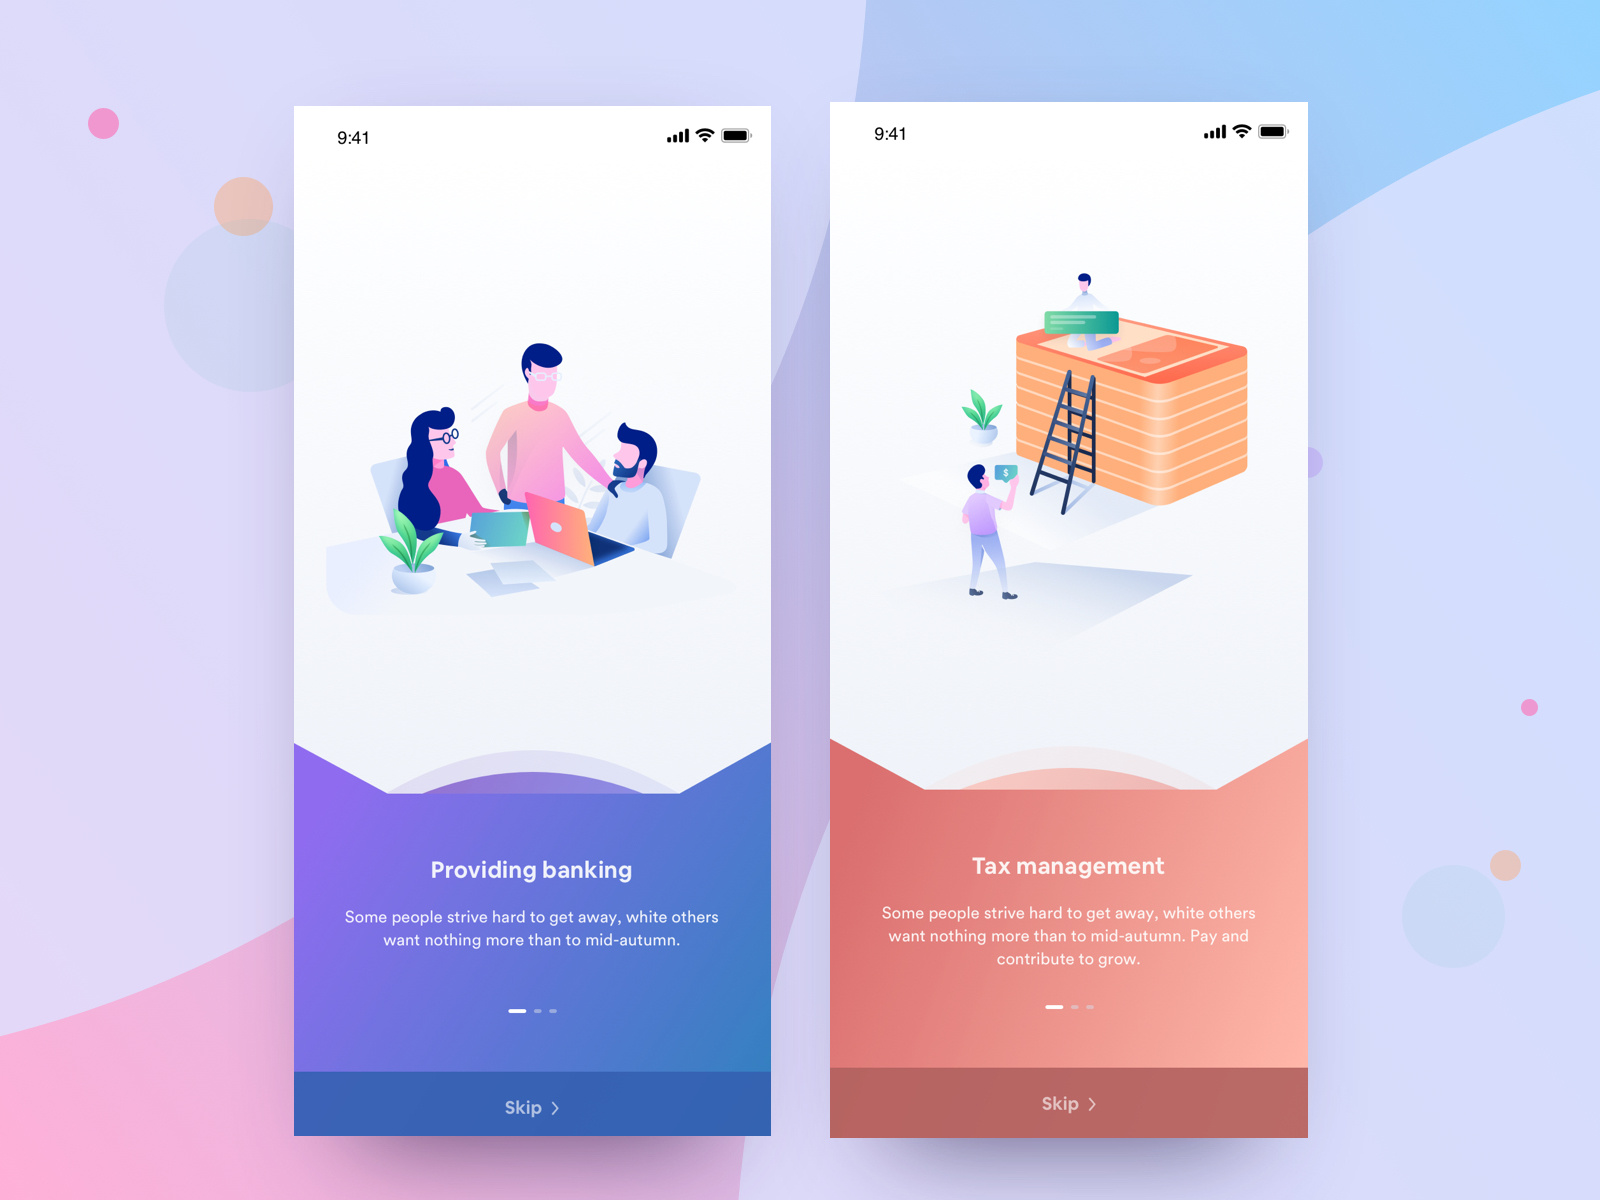 9:41
Providing banking
Some people strive hard to get away, white others
want nothing more than to mid-autumn.
Skip
9:41
$
Tax management
Some people strive hard to get away, white others
want nothing more than to mid-autumn. Pay and
contribute to grow.
Skip